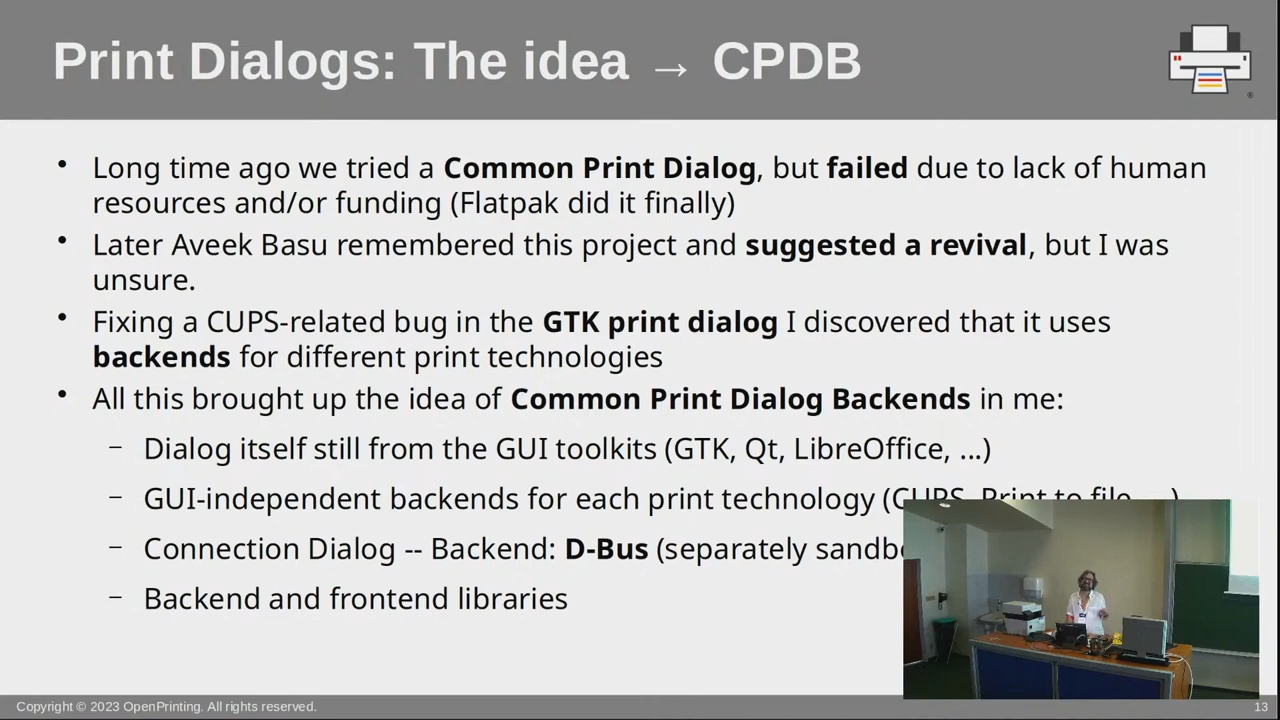 Print Dialogs: The idea → CPDB
®
• Long time ago we tried a Common Print Dialog, but failed due to lack of human
resources and/or funding (Flatpak did it finally)
• Later Aveek Basu remembered this project and suggested a revival, but I was
unsure.
• Fixing a CUPS-related bug in the GTK print dialog I discovered that it uses
backends for different print technologies
• All this brought up the idea of Common Print Dialog Backends in me:
– Dialog itself still from the GUI toolkits (GTK, Qt, LibreOffice, ...)
– GUI-independent backends for each print technology (CUPS, Print to file, ...)
– Connection Dialog -- Backend: D-Bus (separately
– Backend and frontend libraries
Copyright © 2023 OpenPrinting. All rights reserved.
13